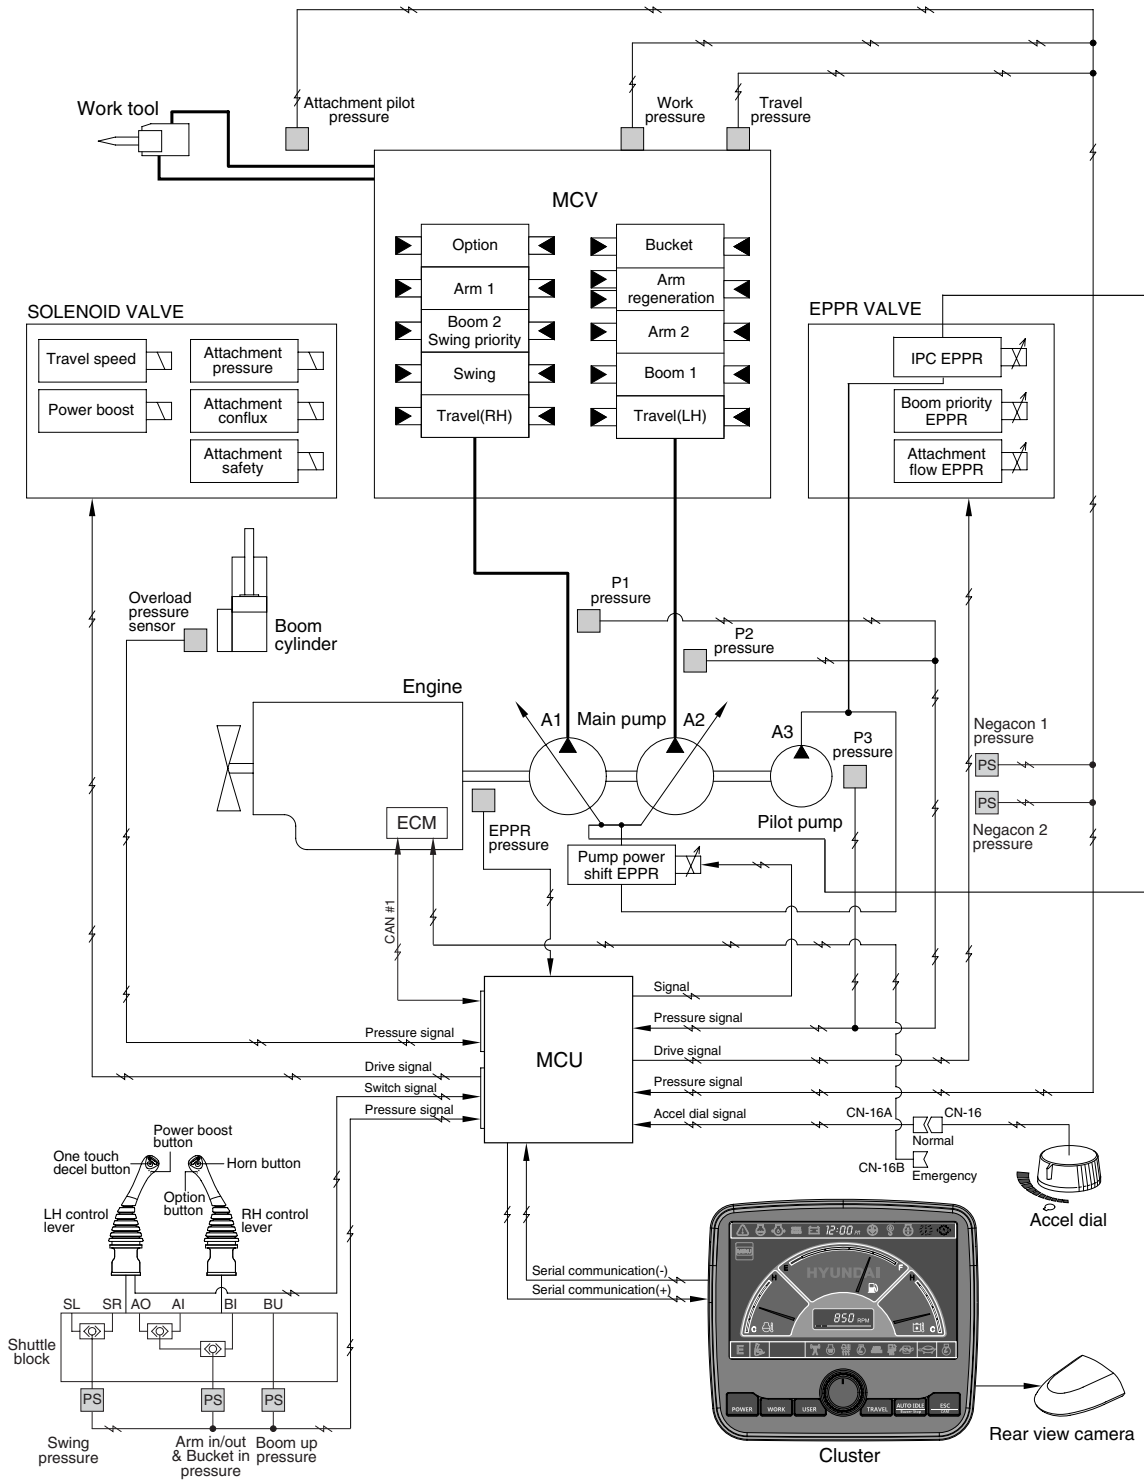 Attachment pilot
pressure
Work
pressure
Travel
pressure
Work tool
MCV
Option
Arm 1
Boom 2
Swing priority
Swing
Travel(RH)
Bucket
Arm
regeneration
Arm 2
Boom 1
Travel(LH)
SOLENOID VALVE
Travel speed
Power boost
Attachment
pressure
Attachment
conflux
Attachment
safety
EPPR VALVE
IPC EPPR
Boom priority
EPPR
Attachment
flow EPPR
Overload
pressure
sensor
Boom
cylinder
P1
pressure
P2
pressure
Engine
A1
Main pump
A2
A3
P3
pressure
Negacon 1
pressure
PS
PS
Negacon 2
pressure
ECM
EPPR
pressure
Pilot pump
Pump power
shift EPPR
CAN #1
MCU
Signal
Pressure signal
Drive signal
Pressure signal
Accel dial signal
Pressure signal
Drive signal
Switch signal
Pressure signal
CN-16A
CN-16
Normal
CN-16B
Emergency
Accel dial
Power boost
button
One touch
decel button
Horn button
Option
button
LH control
lever
RH control
lever
Serial communication(-)
Serial communication(+)
SL
SR
AO
AI
BI
BU
Shuttle
block
PS
PS
PS
Swing
pressure
Arm in/out
& Bucket in
pressure
Boom up
pressure
MENU
12:00
E
F
H
H
C
C
HYUNDAI
850 RPM
E
POWER
WORK
USER
TRAVEL
AUTO IDLE
ESC
CAM
Cluster
Rear view camera